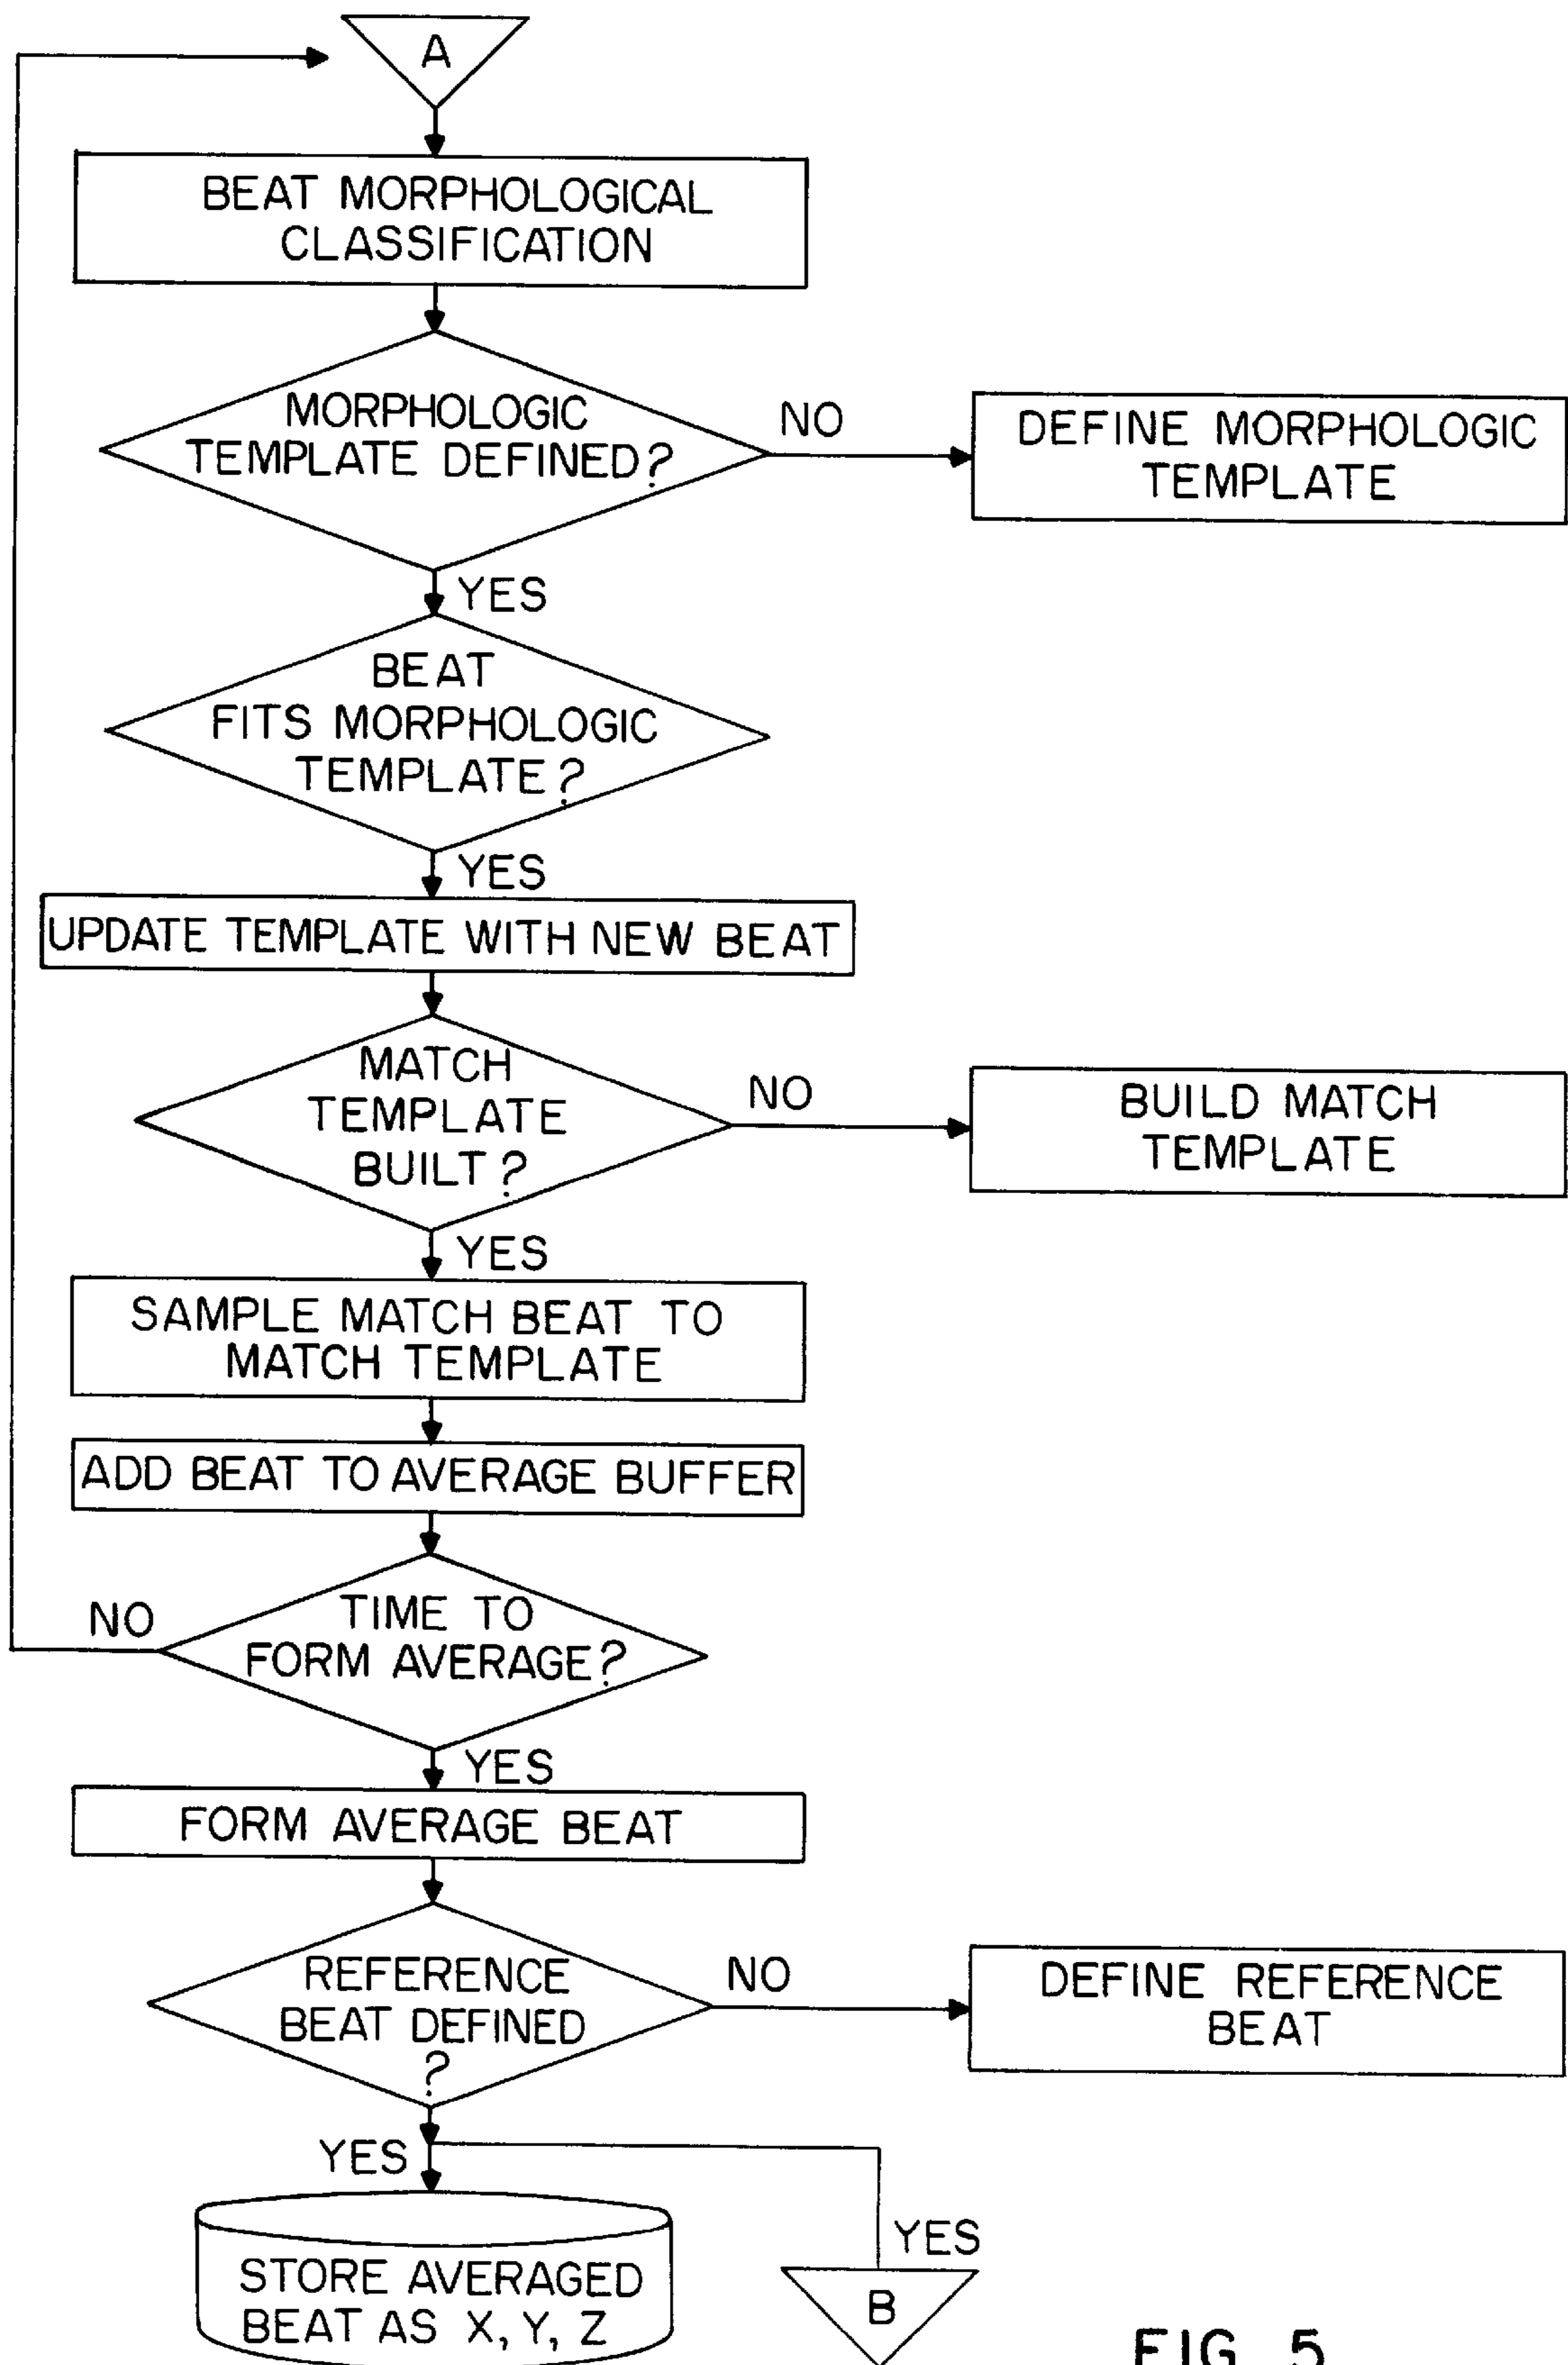 A
BEAT MORPHOLOGICAL
CLASSIFICATION
MORPHOLOGIC
TEMPLATE DEFINED?
NO
DEFINE MORPHOLOGIC
TEMPLATE
YES
BEAT
FITS MORPHOLOGIC
TEMPLATE?
YES
UPDATE TEMPLATE WITH NEW BEAT
MATCH
TEMPLATE
BUILT?
NO
BUILD MATCH
TEMPLATE
YES
SAMPLE MATCH BEAT TO
MATCH TEMPLATE
ADD BEAT TO AVERAGE BUFFER
NO
TIME TO
FORM AVERAGE?
YES
FORM AVERAGE BEAT
REFERENCE
BEAT DEFINED
?
NO
DEFINE REFERENCE
BEAT
YES
YES
STORE AVERAGED
BEAT AS X, Y, Z
B
FIG. 5